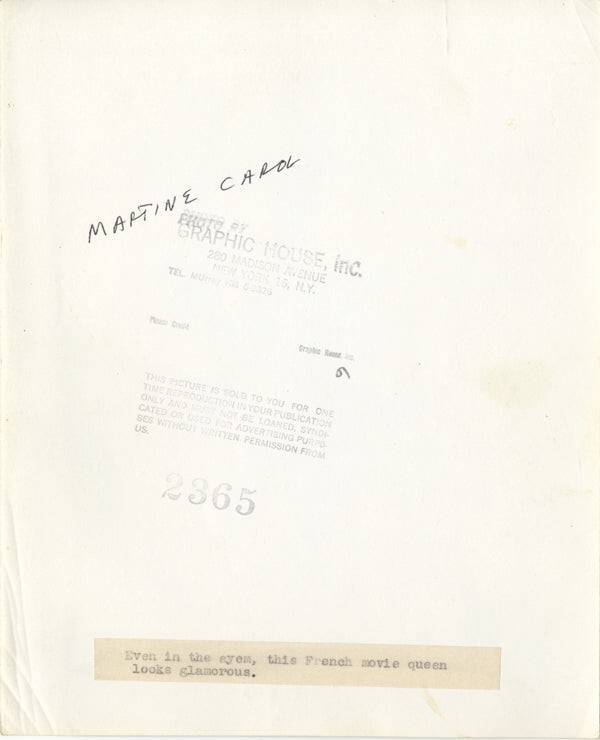 MARTINE CAROL
PHOTO BY
GRAPHIC HOUSE, Inc.
280 MADISON AVENUE
NEW YORK 16, N.Y.
TEL. MUrray Hill
Please Credit
Graphic House Inc.
9
THIS PICTURE IS SOLD TO YOU FOR ONE
TIME REPRODUCTION IN YOUR PUBLICATION
ONLY AND MUST NOT BE LOANED, SYNDI-
CATED OR USED FOR ADVERTISING PURPO-
SES WITHOUT WRITTEN PERMISSION FROM
US.
2365
Even in the ayem, this French movie queen
looks glamorous.